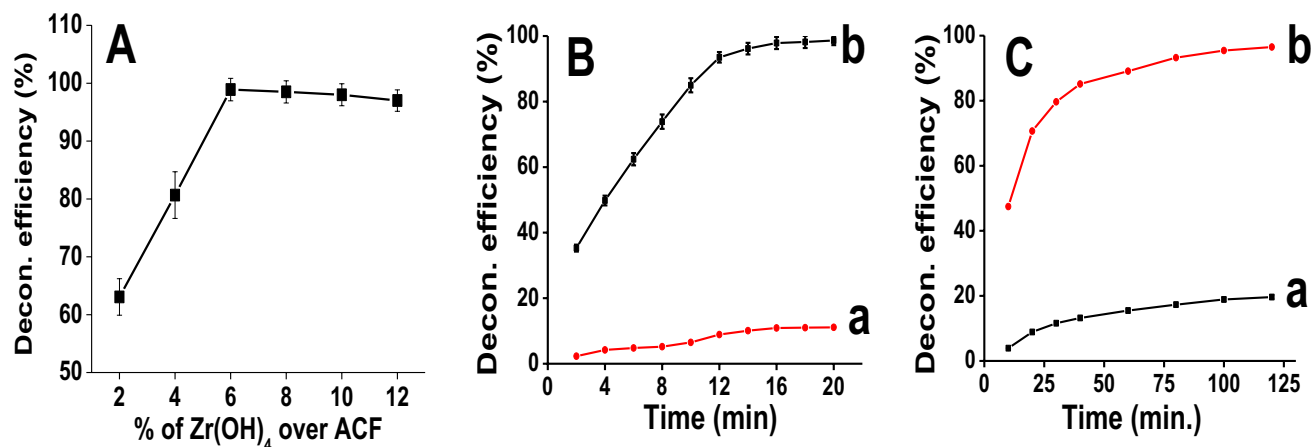 A
Decon. efficiency (%)
110
100
90
80
70
60
50
2 4 6 8 10 12
% of Zr(OH)₄ over ACF
B
b
a
Decon. efficiency (%)
100
80
60
40
20
0
0 4 8 12 16 20
Time (min)
C
b
a
Decon. efficiency (%)
100
80
60
40
20
0
0 25 50 75 100 125
Time (min.)